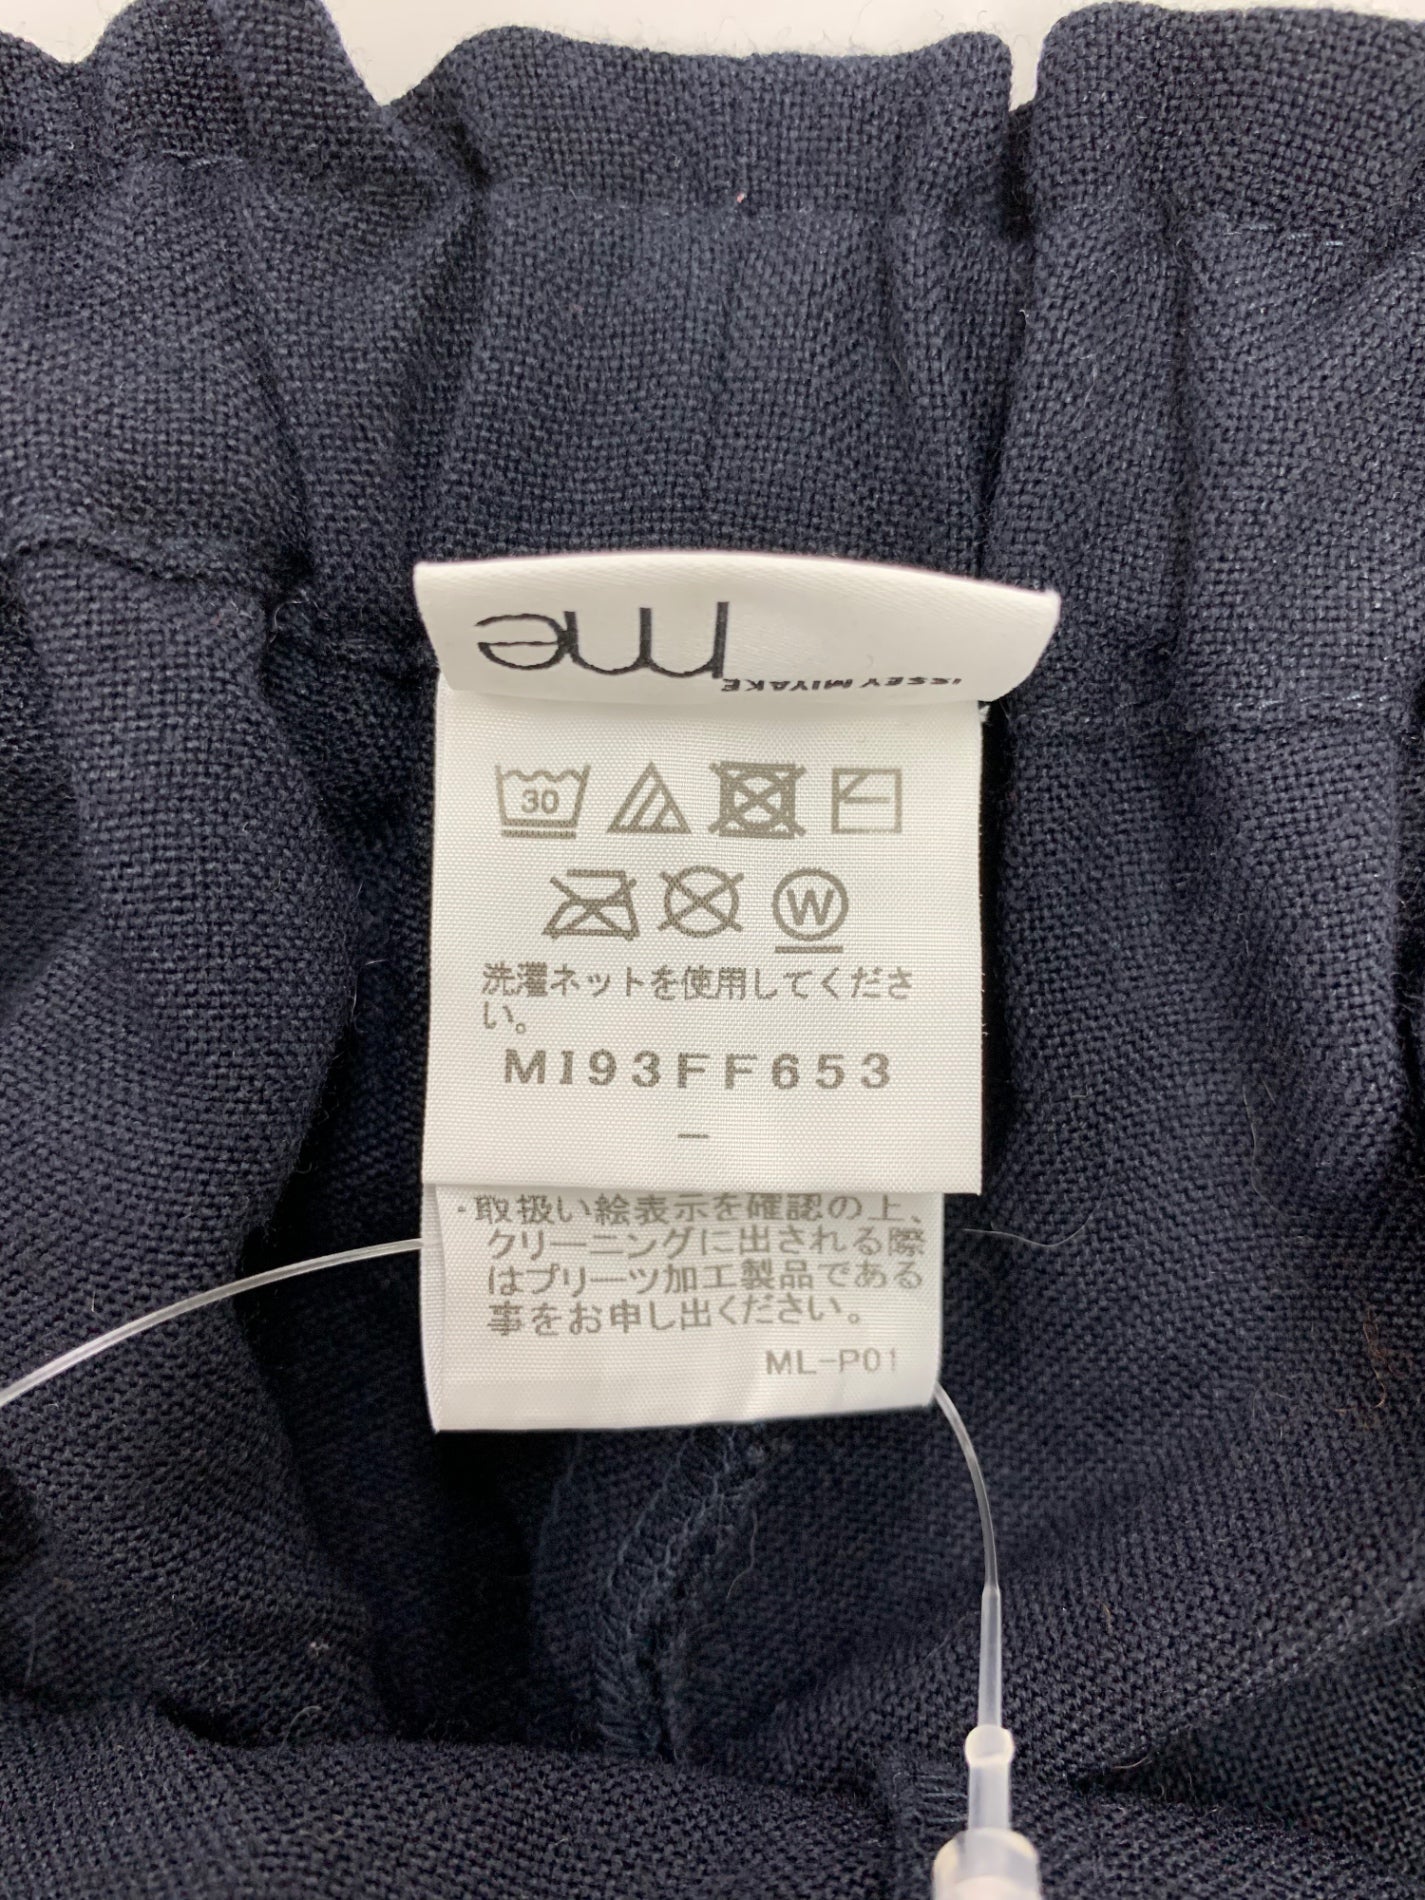 me
ISSEY MIYAKE
30
W
洗濯ネットを使用してくださ
い。
MI93FF653
—
・取扱い絵表示を確認の上、
クリーニングに出される際
はプリーツ加工製品である
事をお申し出ください。
ML-P01